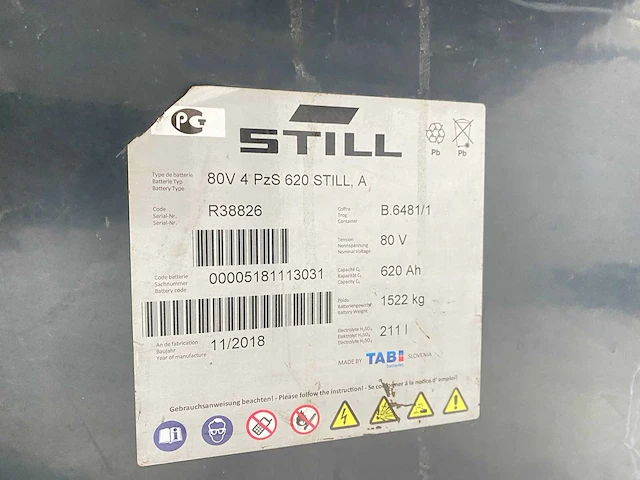 PG
STILL
Pb Pb
Type de batterie
Batterie Typ
Battery Type
80V 4 PzS 620 STILL, A
Code
Serial-Nr.
Serial-Nr.
R38826
Coffre
Trog
Container
B.6481/1
Tension
Nennspannung
Nominal Voltage
80 V
Code batterie
Sachnummer
Battery code
00005181113031
Capacité C₅
Kapazität C₅
Capacity C₅
620 Ah
Poids
Batteriengewicht
Battery Weight
1522 kg
An de fabrication
Baujahr
Year of manufacture
11/2018
Electrolyte H₂SO₄
Elektrolyt H₂SO₄
Electrolyte H₂SO₄
211 l
MADE BY TAB batteries SLOVENIA
Gebrauchsanweisung beachten! - Please follow the instruction! - Se conformer à la notice d' emploi!